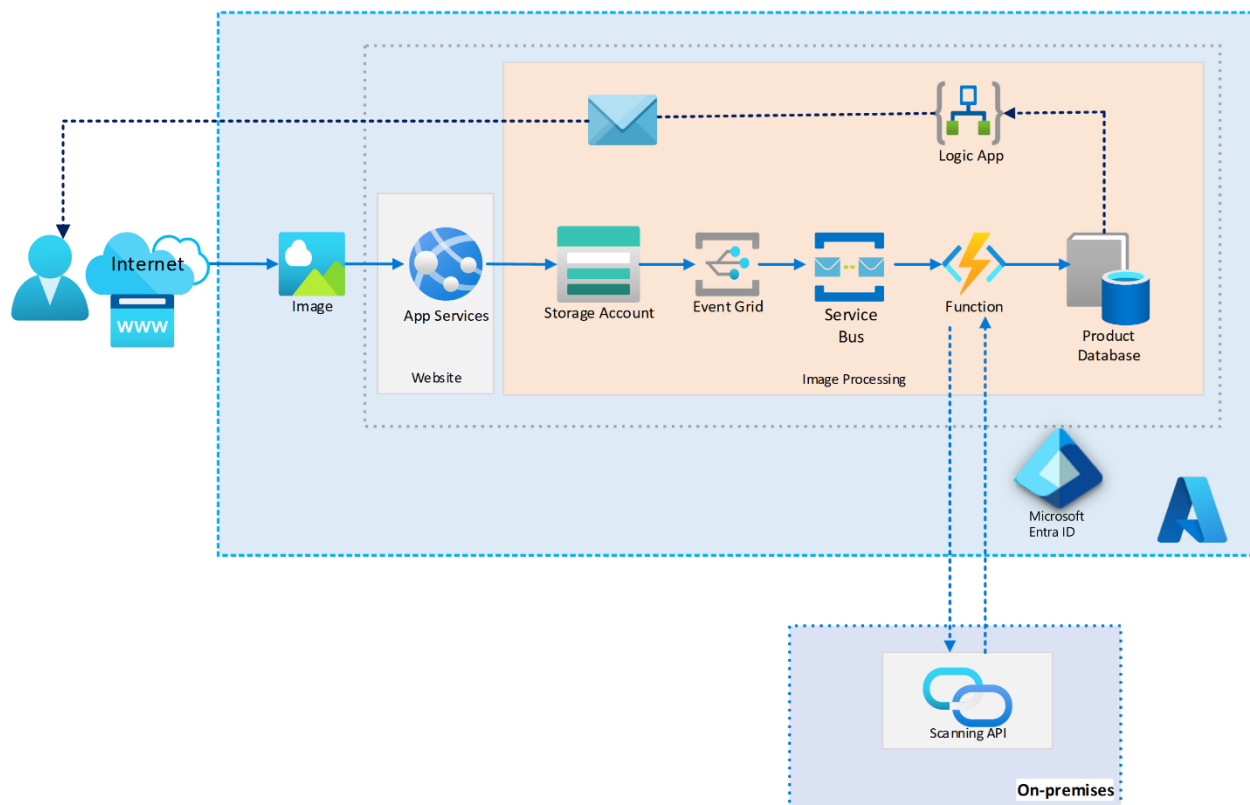 Logic App
Internet
www
Image
App Services
Storage Account
Event Grid
Service
Bus
Function
Product
Database
Website
Image Processing
Microsoft
Entra ID
Scanning API
On-premises